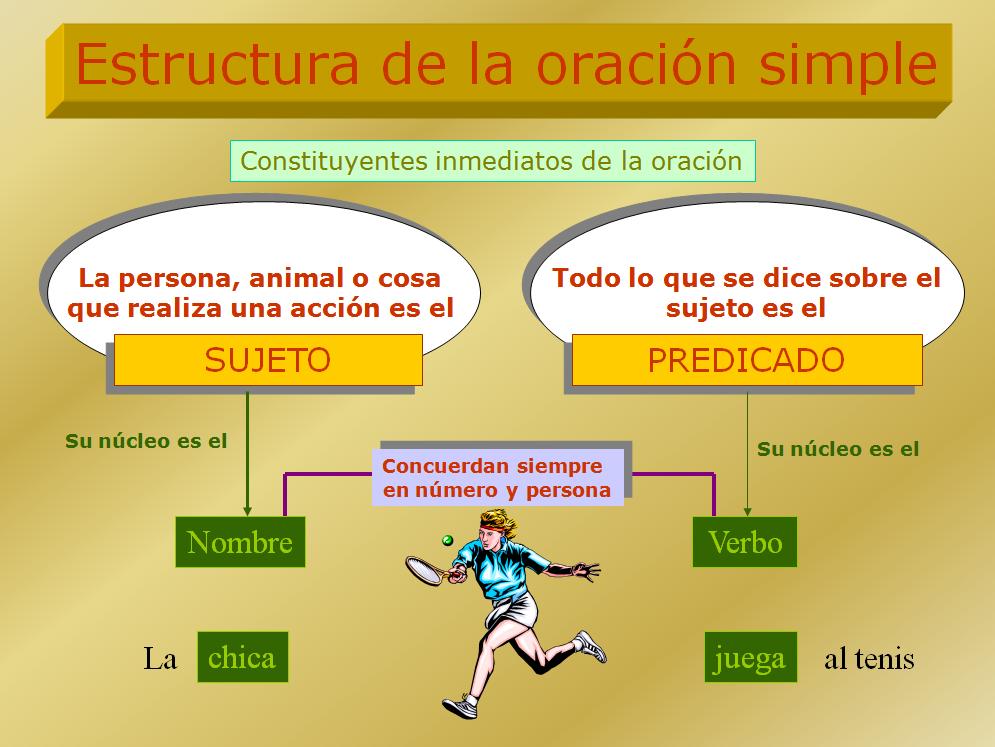 Estructura de la oración simple
Constituyentes inmediatos de la oración
La persona, animal o cosa
que realiza una acción es el
SUJETO
Todo lo que se dice sobre el
sujeto es el
PREDICADO
Su núcleo es el
Su núcleo es el
Concuerdan siempre
en número y persona
Nombre
Verbo
La chica juega al tenis